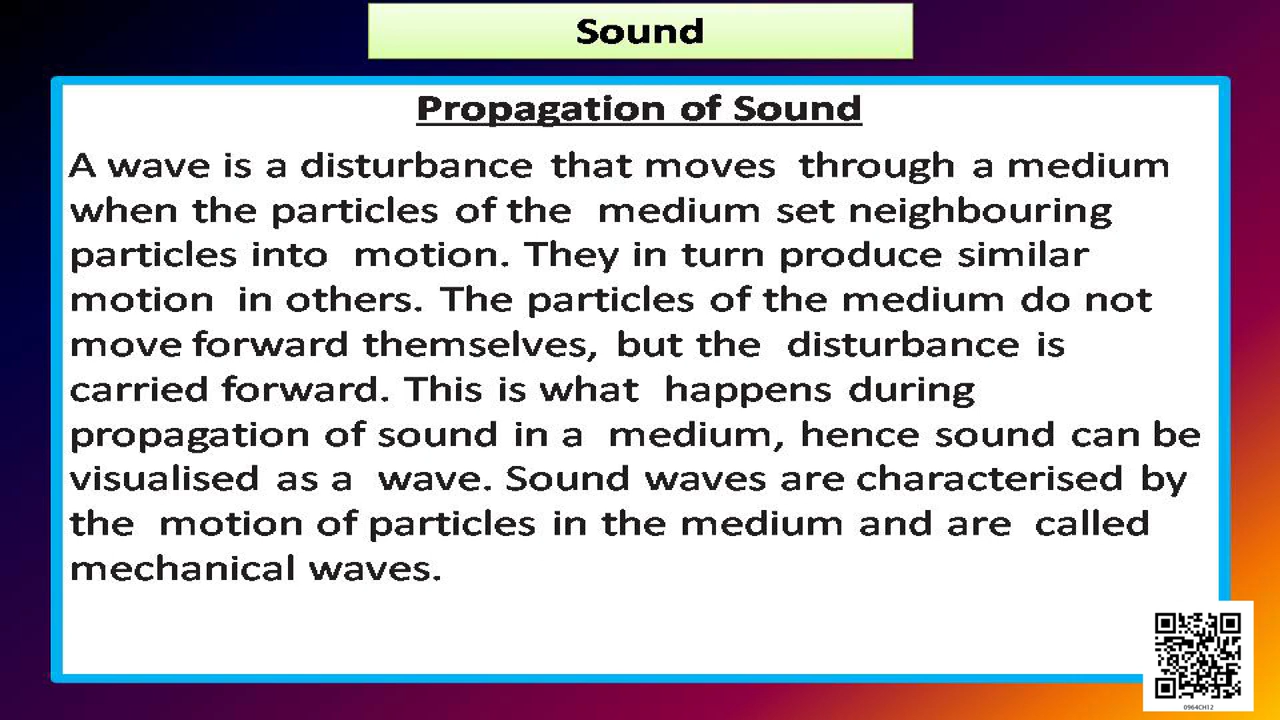 Sound
Propagation of Sound
A wave is a disturbance that moves through a medium
when the particles of the medium set neighbouring
particles into motion. They in turn produce similar
motion in others. The particles of the medium do not
move forward themselves, but the disturbance is
carried forward. This is what happens during
propagation of sound in a medium, hence sound can be
visualised as a wave. Sound waves are characterised by
the motion of particles in the medium and are called
mechanical waves.
0964CH12